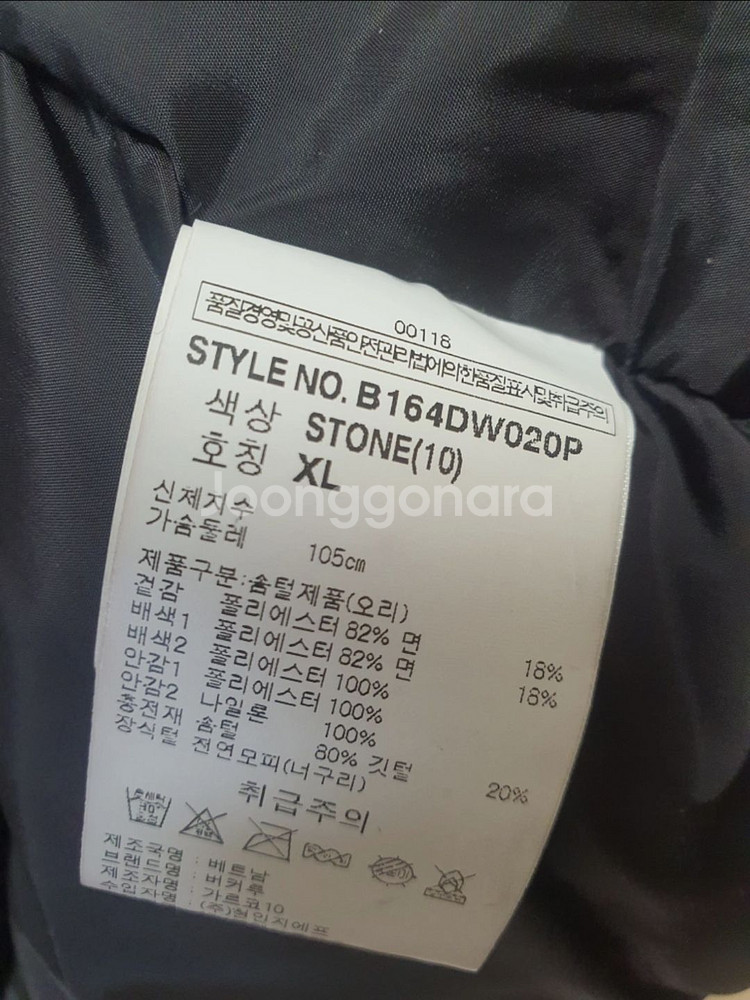 00118
품질경영및공산품안전관리법에의한품질표시및취급주의
STYLE NO. B164DW020P
색상 STONE(10)
호칭 XL
joonggonara
신체치수
가슴둘레 105cm
제품구분:솜털제품(오리)
겉감 폴리에스터 82% 면 18%
배색1 폴리에스터 82% 면 18%
배색2 폴리에스터 100%
안감1 폴리에스터 100%
안감2 나일론 100%
충전재 솜털 80% 깃털 20%
장식털 천연모피(너구리)
취급주의
제조국명 : 베트남
브랜드명 : 버커루
제조자명 : 가르코10
수입자명 : (주)한인지에프